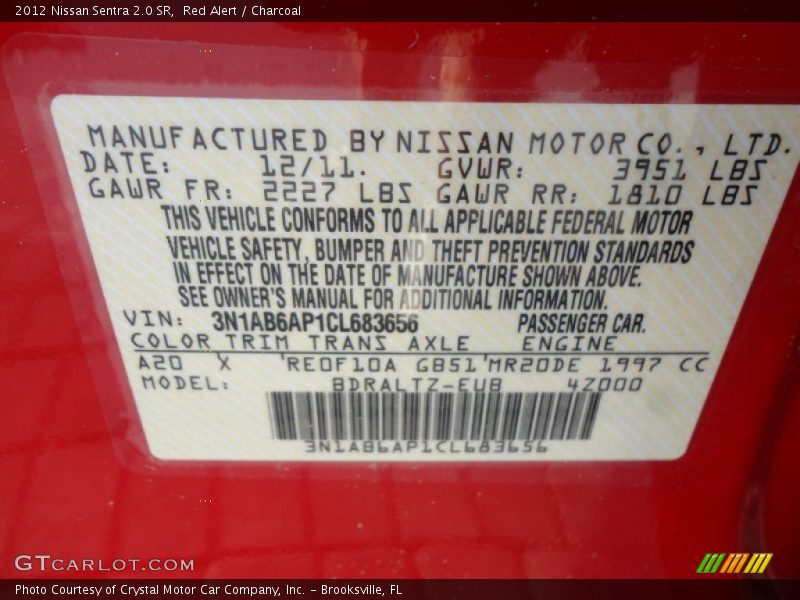 2012 Nissan Sentra 2.0 SR,  Red Alert / Charcoal
MANUFACTURED BY NISSAN MOTOR CO., LTD.
DATE: 12/11. GVWR: 3951 LBS
GAWR FR: 2227 LBS GAWR RR: 1810 LBS
THIS VEHICLE CONFORMS TO ALL APPLICABLE FEDERAL MOTOR
VEHICLE SAFETY, BUMPER AND THEFT PREVENTION STANDARDS
IN EFFECT ON THE DATE OF MANUFACTURE SHOWN ABOVE.
SEE OWNER'S MANUAL FOR ADDITIONAL INFORMATION.
VIN: 3N1AB6AP1CL683656 PASSENGER CAR.
COLOR TRIM TRANS AXLE ENGINE
A20 X 'RE0F10A GB51'MR20DE 1997 CC
MODEL: BDRALTZ-EUB 4Z000
3N1AB6AP1CL683656
GTCARLOT.COM
Photo Courtesy of Crystal Motor Car Company, Inc. – Brooksville, FL